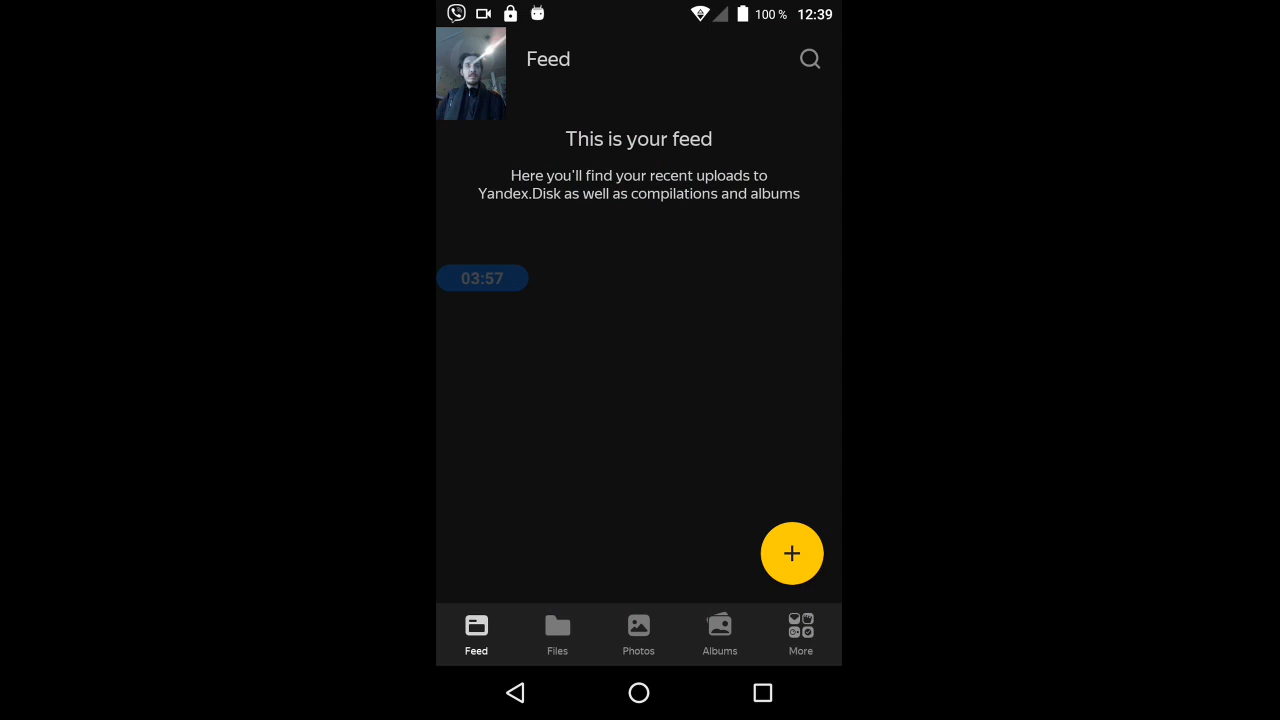 100 % 12:39
Feed
This is your feed
Here you'll find your recent uploads to
Yandex.Disk as well as compilations and albums
03:57
Feed Files Photos Albums More